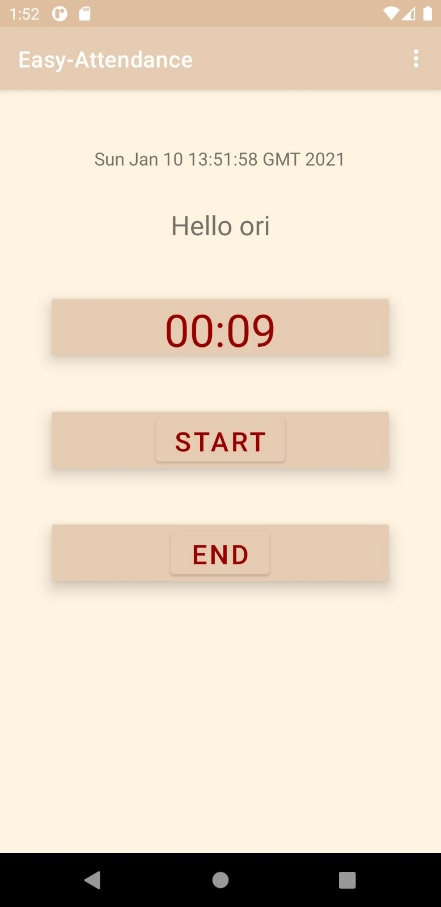 1:52
Easy-Attendance
Sun Jan 10 13:51:58 GMT 2021
Hello ori
00:09
START
END